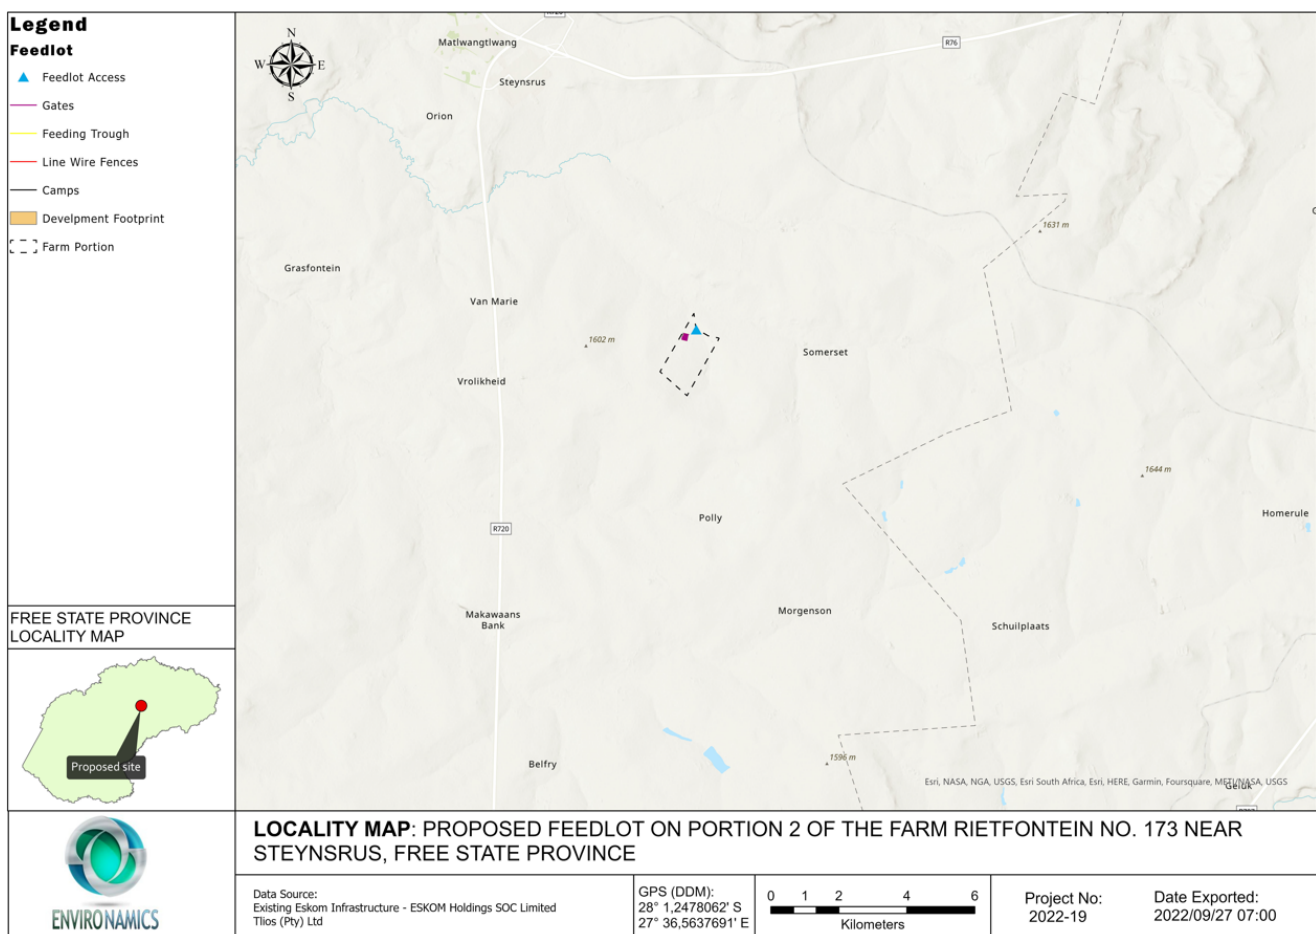 Legend
Feedlot
Feedlot Access
Gates
Feeding Trough
Line Wire Fences
Camps
Develpment Footprint
Farm Portion
FREE STATE PROVINCE
LOCALITY MAP
Proposed site
N
W
E
S
Matlwangtlwang
R76
Steynsrus
Orion
1631 m
Grasfontein
Van Marie
1602 m
Somerset
Vrolikheid
1644 m
Polly
R720
Homerule
Makawaans
Bank
Morgenson
Schuilplaats
Belfry
1596 m
Esri, NASA, NGA, USGS, Esri South Africa, Esri, HERE, Garmin, Foursquare, METI/NASA, USGS
Geluk
ENVIRONAMICS
LOCALITY MAP: PROPOSED FEEDLOT ON PORTION 2 OF THE FARM RIETFONTEIN NO. 173 NEAR
STEYNSRUS, FREE STATE PROVINCE
Data Source:
Existing Eskom Infrastructure - ESKOM Holdings SOC Limited
Tlios (Pty) Ltd
GPS (DDM):
28° 1,2478062' S
27° 36,5637691' E
0 1 2 4 6
Kilometers
Project No:
2022-19
Date Exported:
2022/09/27 07:00